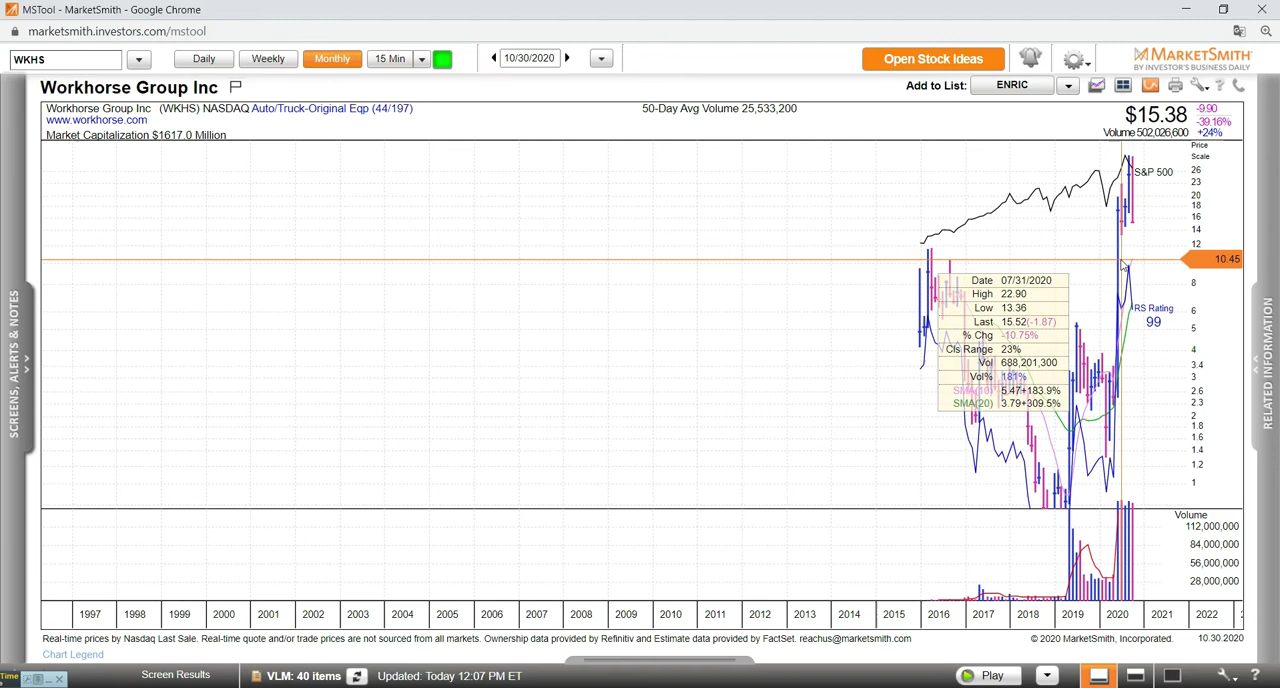 MSTool - MarketSmith - Google Chrome
marketsmith.investors.com/mstool
WKHS Daily Weekly Monthly 15 Min 10/30/2020 Open Stock Ideas MARKETSMITH
BY INVESTOR'S BUSINESS DAILY
Workhorse Group Inc Add to List: ENRIC
Workhorse Group Inc (WKHS) NASDAQ Auto/Truck-Original Eqp (44/197) 50-Day Avg Volume 25,533,200 $15.38 -9.90
www.workhorse.com -39.16%
Market Capitalization $1617.0 Million Volume 502,026,600 +24%
Price
Scale
S&P 500
26
23
20
18
16
14
12
10.45
8
6
5
4
3.4
3
2.6
2.3
2
1.8
1.6
1.4
1.2
1
RS Rating
99
Date 07/31/2020
High 22.90
Low 13.36
Last 15.52(-1.87)
% Chg -10.75%
Cls Range 23%
Vol 688,201,300
Vol% 181%
SMA(10) 5.47+183.9%
SMA(20) 3.79+309.5%
SCREENS, ALERTS & NOTES
RELATED INFORMATION
Volume
112,000,000
84,000,000
56,000,000
28,000,000
1997 1998 1999 2000 2001 2002 2003 2004 2005 2006 2007 2008 2009 2010 2011 2012 2013 2014 2015 2016 2017 2018 2019 2020 2021 2022
Real-time prices by Nasdaq Last Sale. Real-time quote and/or trade prices are not sourced from all markets. Ownership data provided by Refinitiv and Estimate data provided by FactSet. reachus@marketsmith.com © 2020 MarketSmith, Incorporated. 10.30.2020
Chart Legend
Time Screen Results VLM: 40 items Updated: Today 12:07 PM ET Play